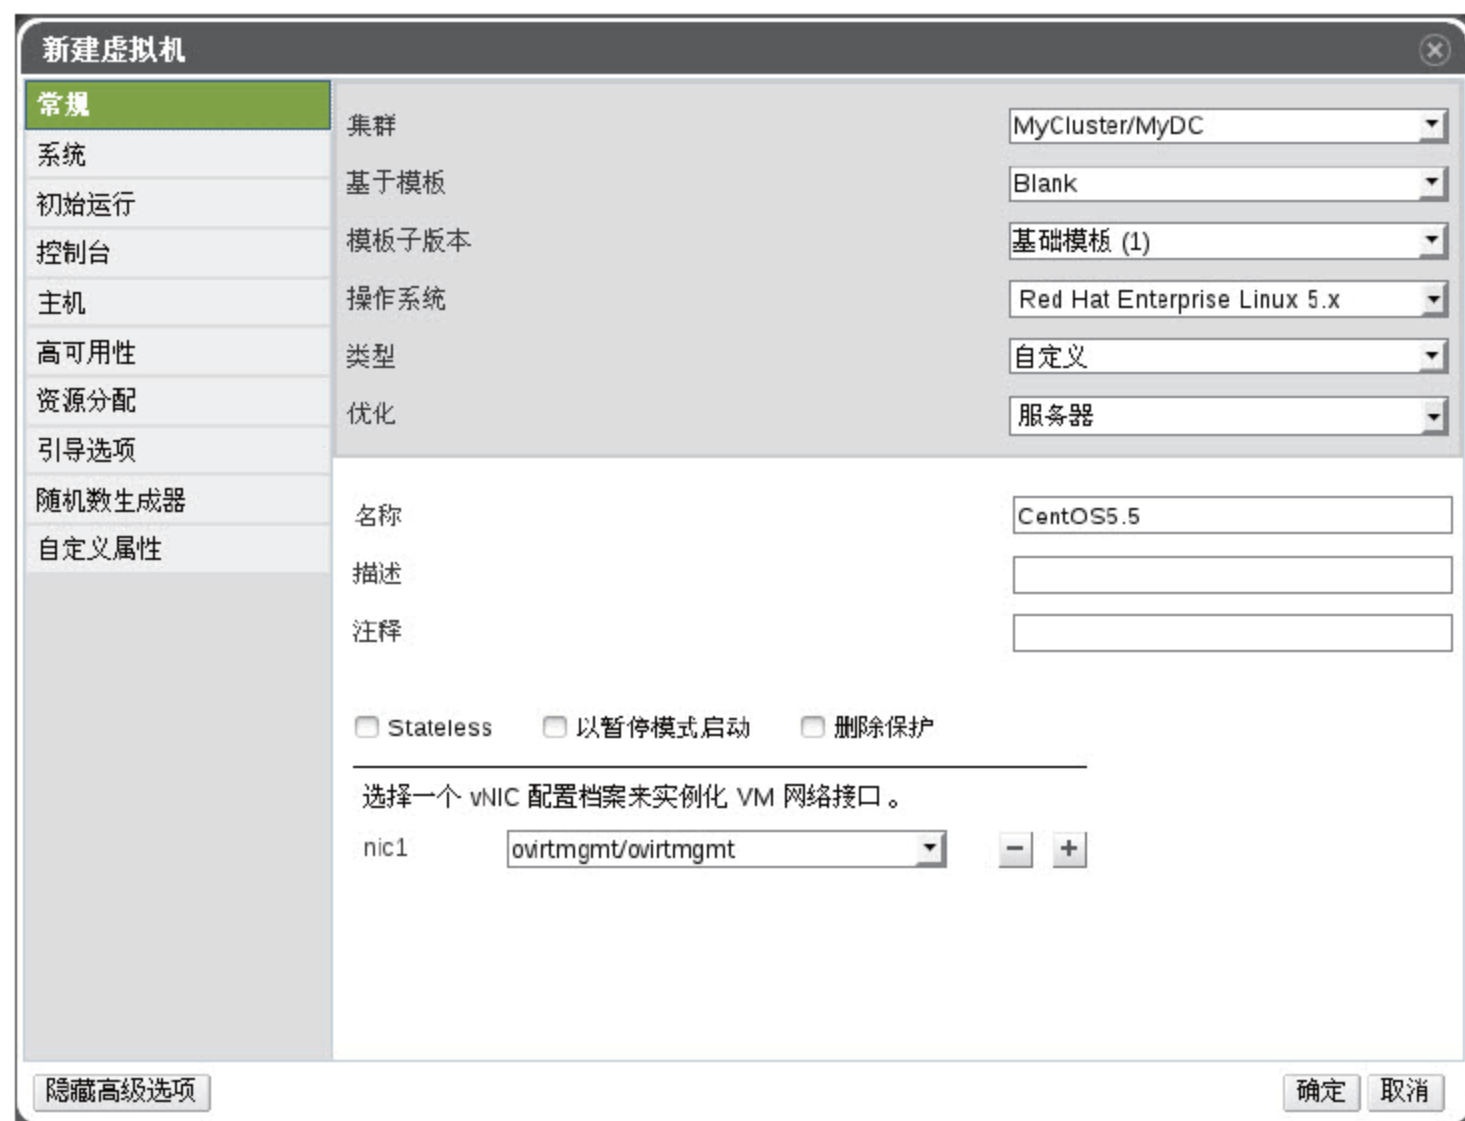 新建虚拟机
常规
系统
初始运行
控制台
主机
高可用性
资源分配
引导选项
随机数生成器
自定义属性
集群 MyCluster/MyDC
基于模板 Blank
模板子版本 基础模板 (1)
操作系统 Red Hat Enterprise Linux 5.x
类型 自定义
优化 服务器
名称 CentOS5.5
描述
注释
Stateless 以暂停模式启动 删除保护
选择一个 vNIC 配置档案来实例化 VM 网络接口。
nic1 ovirtmgmt/ovirtmgmt − +
隐藏高级选项 确定 取消